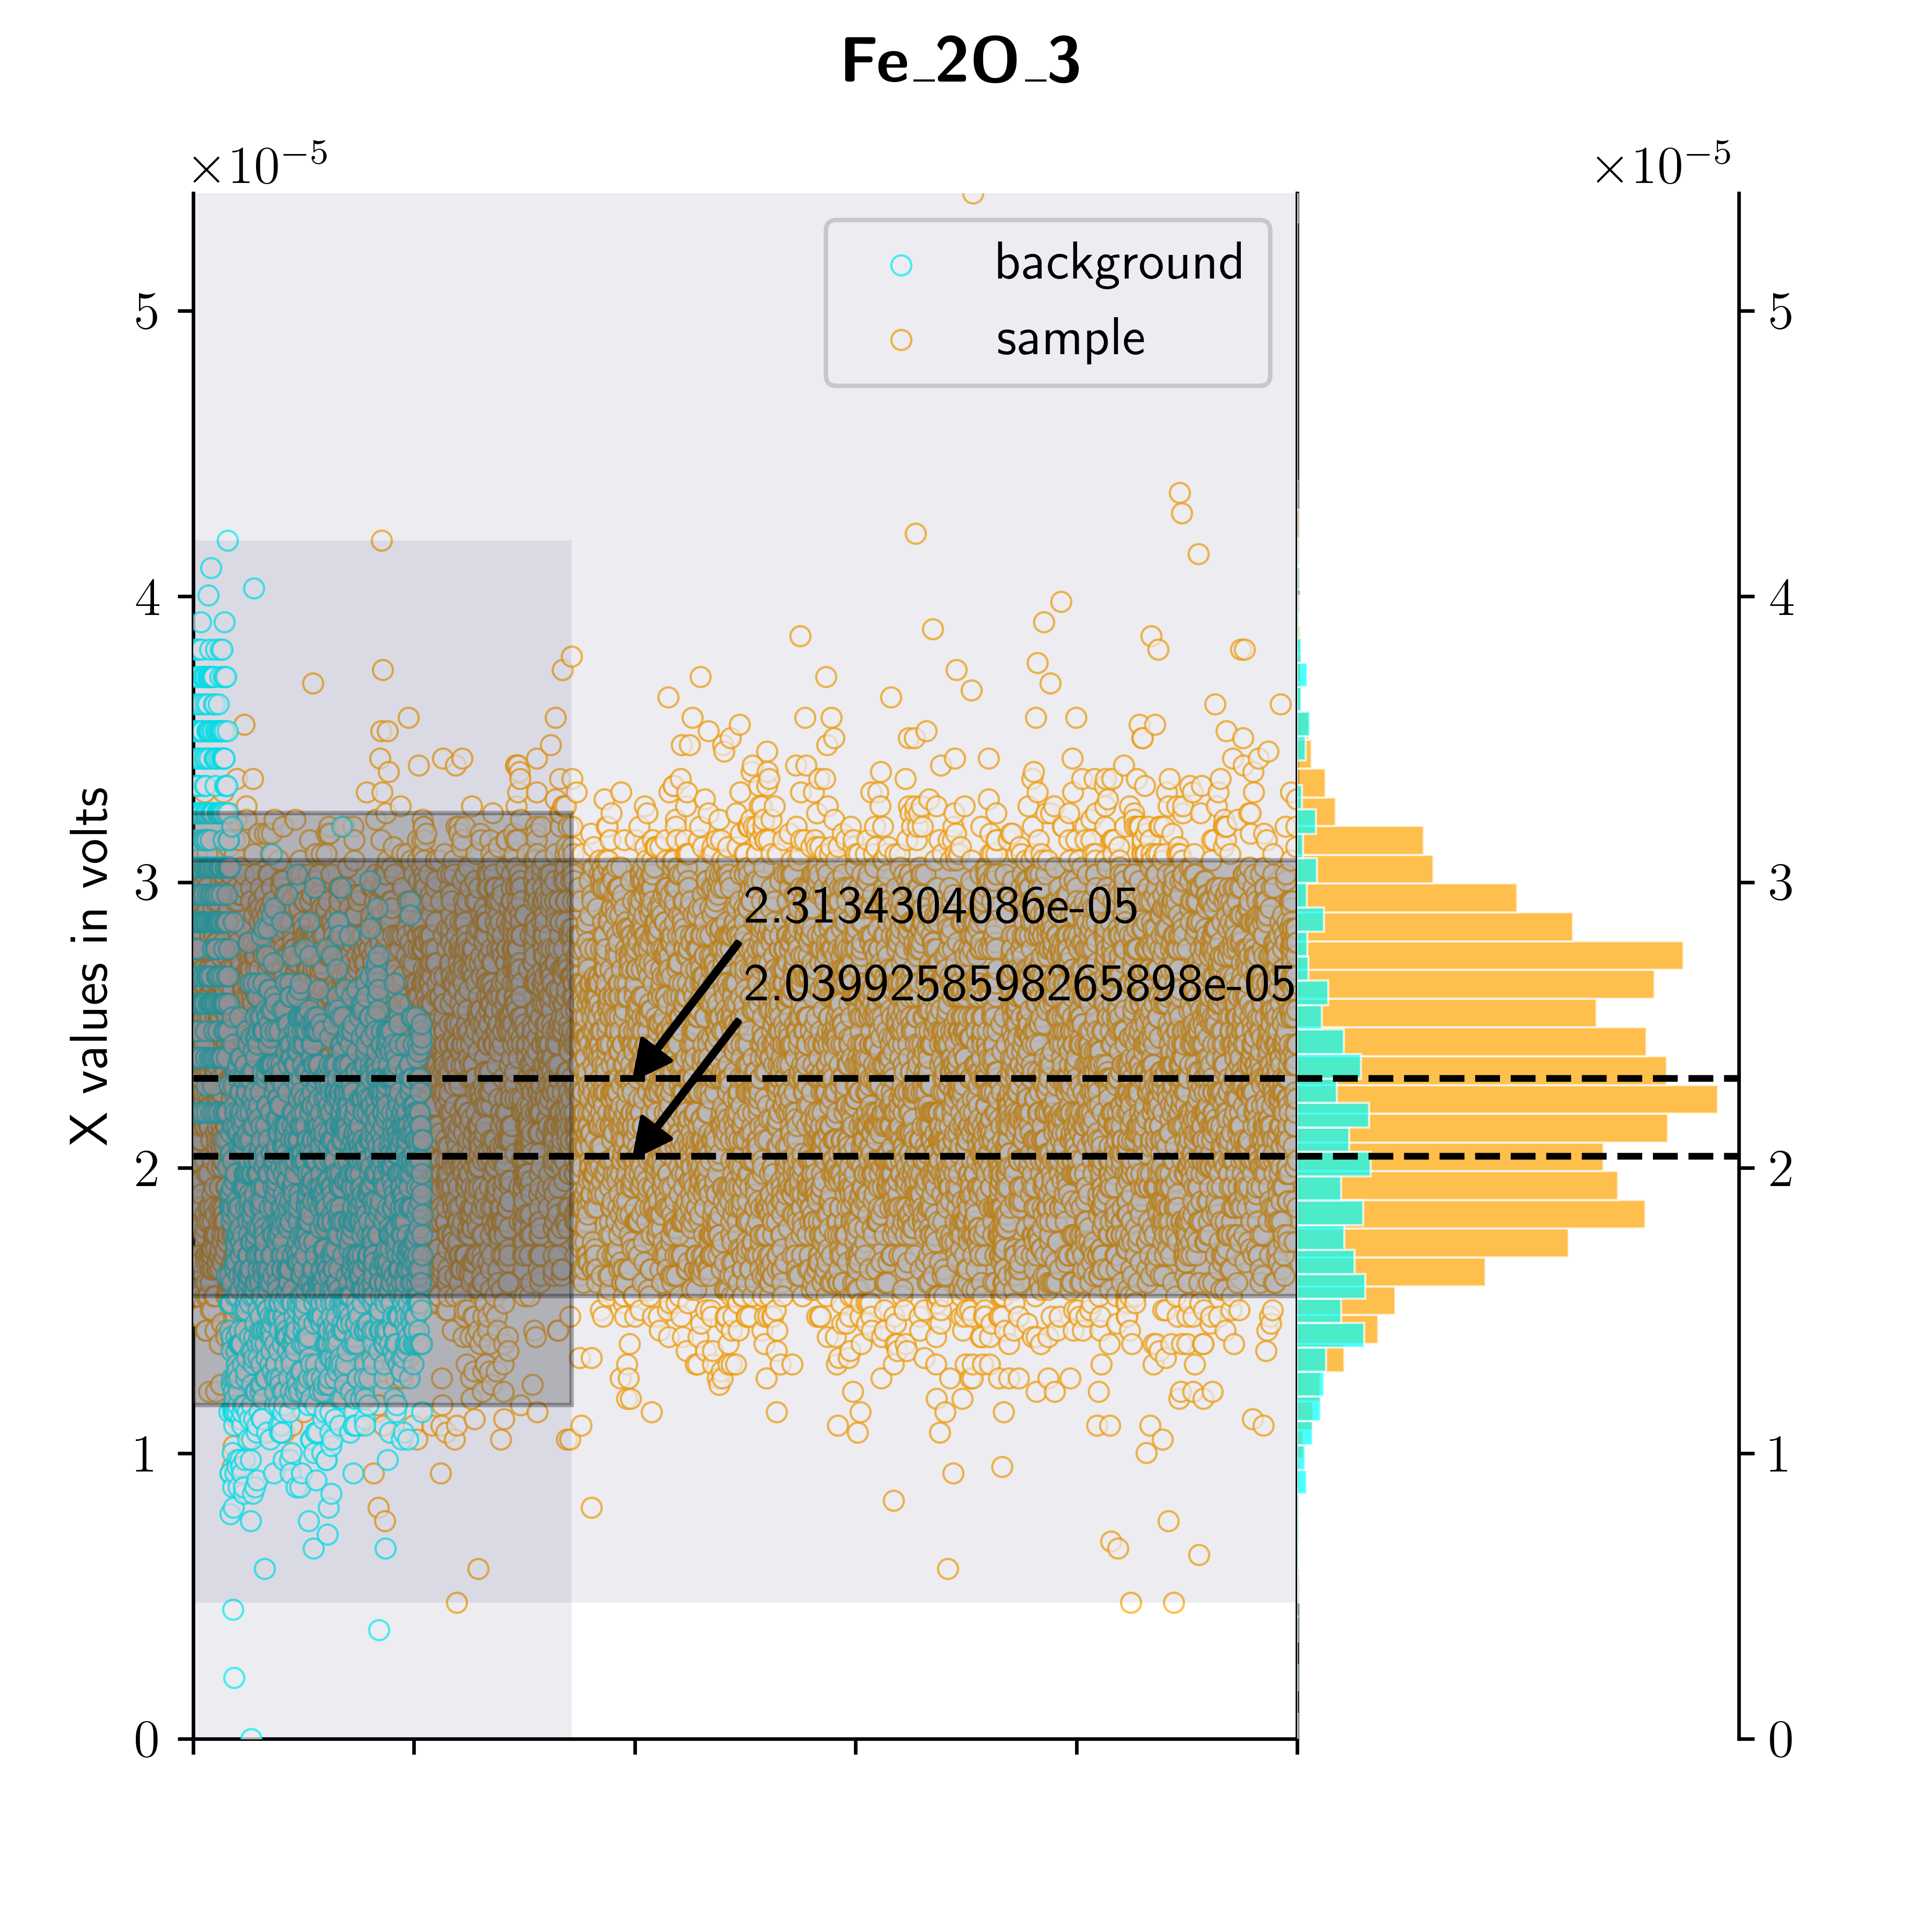 Fe_2O_3
×10⁻⁵ ×10⁻⁵
background
sample
X values in volts
5
4
3
2
1
0
2.3134304086e-05
2.0399258598265898e-05
5
4
3
2
1
0